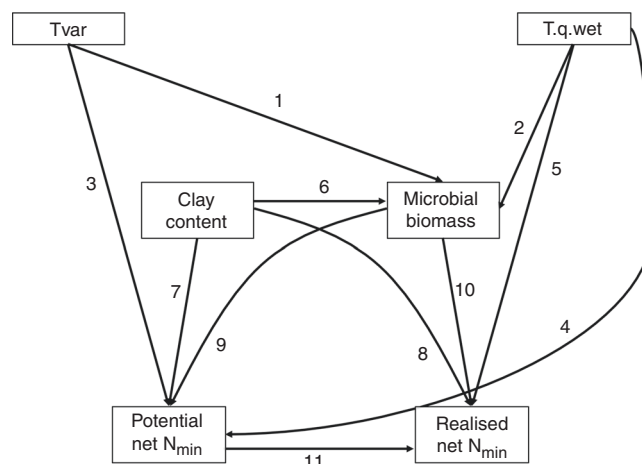 Tvar
T.q.wet
1
2
3
5
6
Clay
content
Microbial
biomass
7
10
4
9
8
Potential
net Nmin
Realised
net Nmin
11